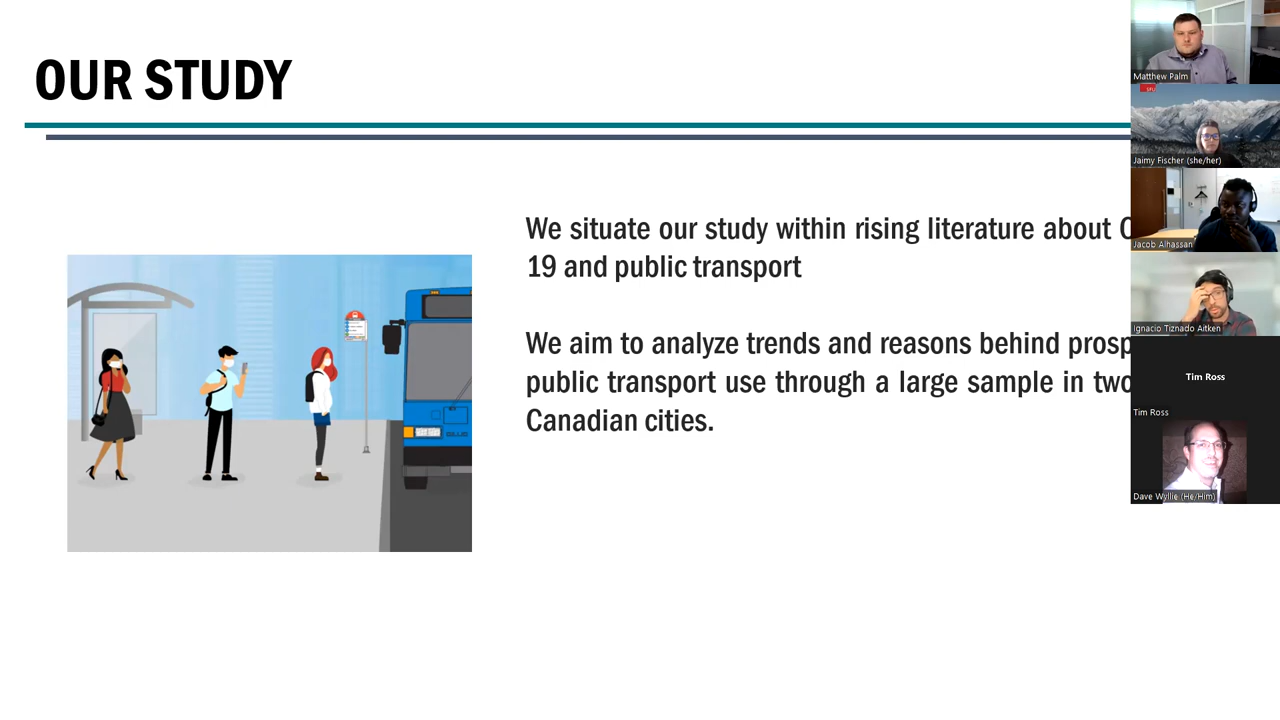 OUR STUDY
We situate our study within rising literature about
19 and public transport
We aim to analyze trends and reasons behind
public transport use through a large sample in two
Canadian cities.
Matthew Palm
SFU
Jaimy Fischer (she/her)
Jacob Alhassan
Ignacio Tiznado Aitken
Tim Ross
Tim Ross
Dave Wyllie (He/Him)